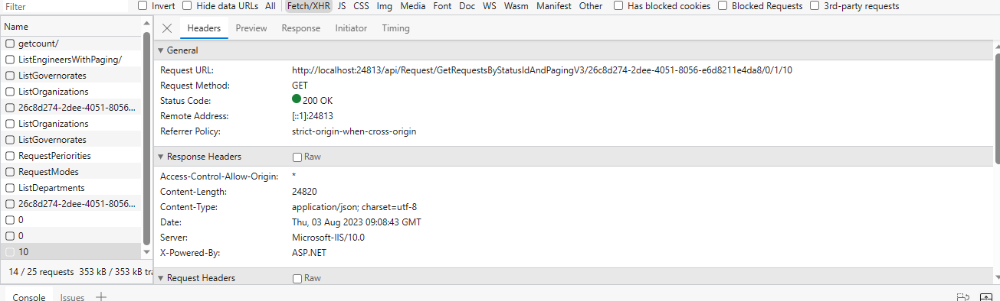 Filter Invert Hide data URLs All Fetch/XHR JS CSS Img Media Font Doc WS Wasm Manifest Other Has blocked cookies Blocked Requests 3rd-party requests
Name
getcount/
ListEngineersWithPaging/
ListGovernorates
ListOrganizations
26c8d274-2dee-4051-8056...
ListOrganizations
ListGovernorates
RequestPeriorities
RequestModes
ListDepartments
26c8d274-2dee-4051-8056...
0
0
10
14 / 25 requests 353 kB / 353 kB tra
Headers Preview Response Initiator Timing
General
Request URL: http://localhost:24813/api/Request/GetRequestsByStatusIdAndPagingV3/26c8d274-2dee-4051-8056-e6d8211e4da8/0/1/10
Request Method: GET
Status Code: 200 OK
Remote Address: [::1]:24813
Referrer Policy: strict-origin-when-cross-origin
Response Headers Raw
Access-Control-Allow-Origin: *
Content-Length: 24820
Content-Type: application/json; charset=utf-8
Date: Thu, 03 Aug 2023 09:08:43 GMT
Server: Microsoft-IIS/10.0
X-Powered-By: ASP.NET
Request Headers Raw
Console Issues